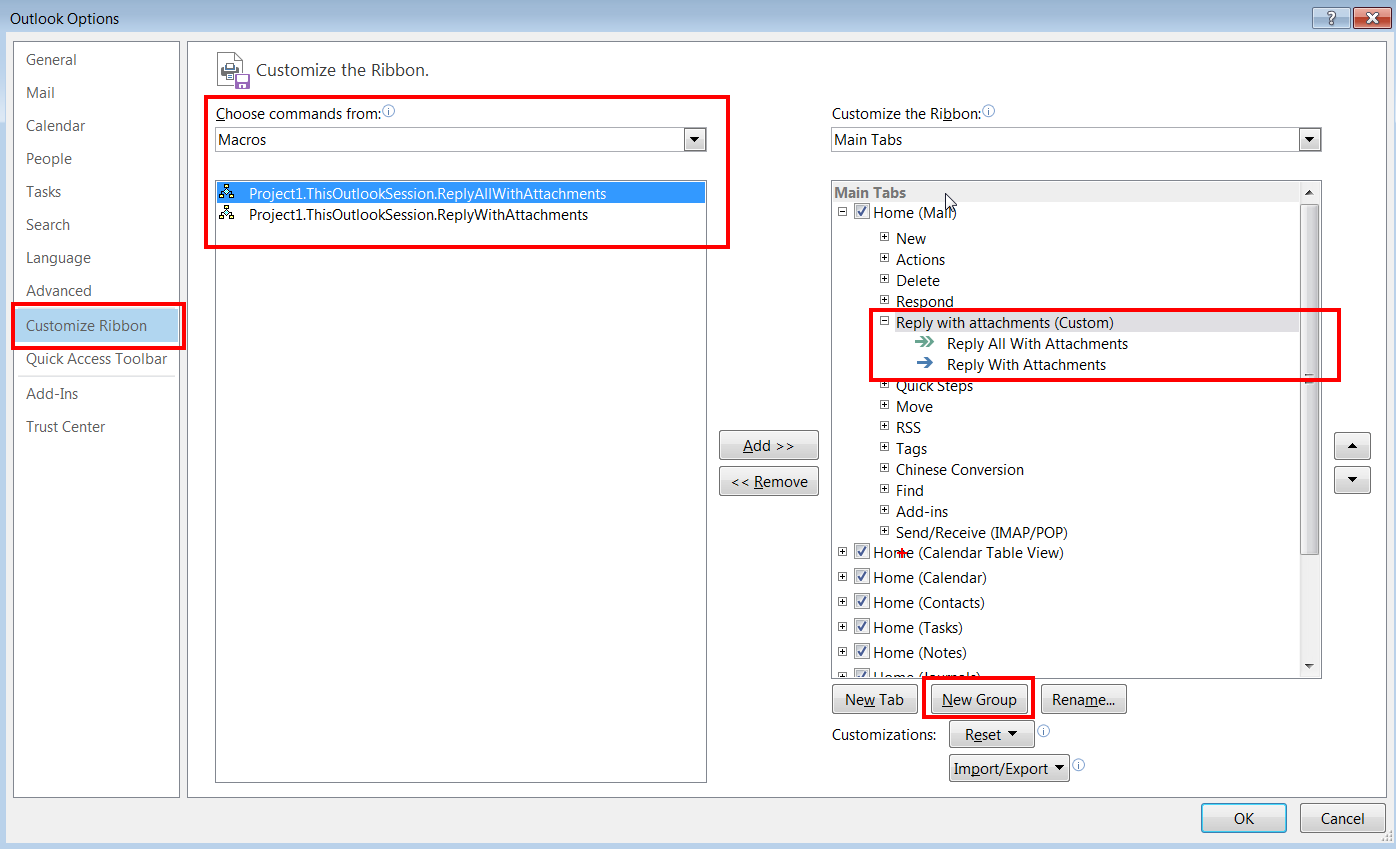 Outlook Options
General
Mail
Calendar
People
Tasks
Search
Language
Advanced
Customize Ribbon
Quick Access Toolbar
Add-Ins
Trust Center
Customize the Ribbon.
Choose commands from:
Macros
Project1.ThisOutlookSession.ReplyAllWithAttachments
Project1.ThisOutlookSession.ReplyWithAttachments
Add >>
<< Remove
Customize the Ribbon:
Main Tabs
Main Tabs
Home (Mail)
New
Actions
Delete
Respond
Reply with attachments (Custom)
Reply All With Attachments
Reply With Attachments
Quick Steps
Move
RSS
Tags
Chinese Conversion
Find
Add-ins
Send/Receive (IMAP/POP)
Home (Calendar Table View)
Home (Calendar)
Home (Contacts)
Home (Tasks)
Home (Notes)
Home (Journals)
New Tab
New Group
Rename...
Customizations:
Reset
Import/Export
OK
Cancel